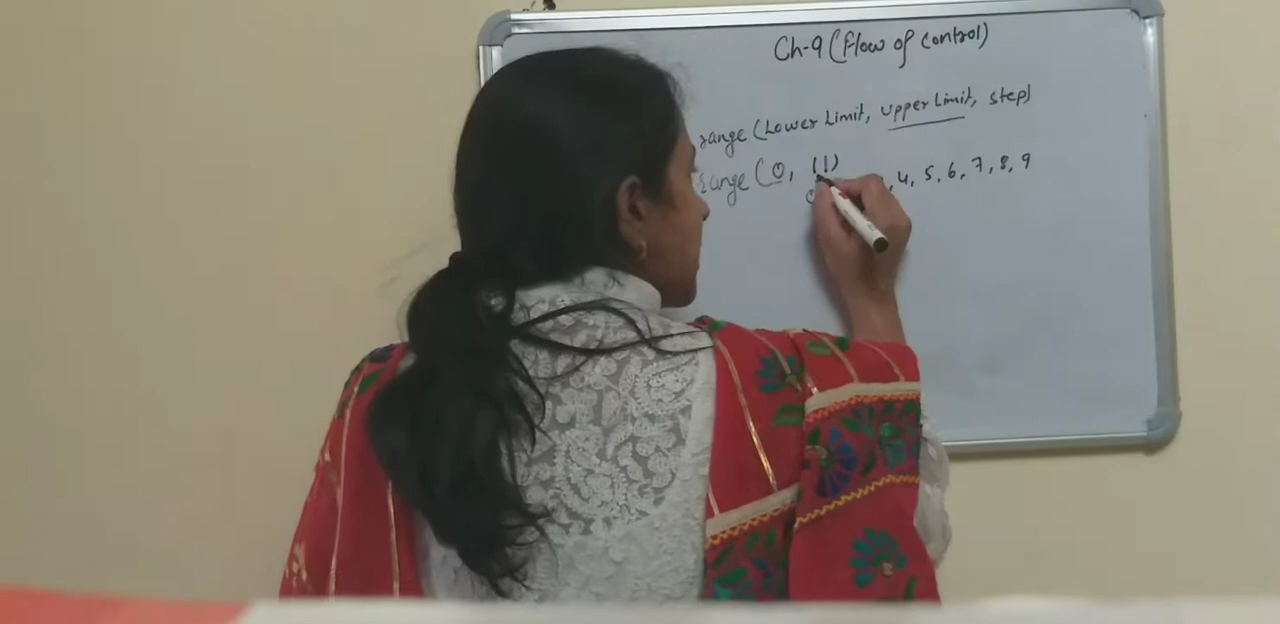 Ch-9 (Flow of control)
range (Lower Limit, Upper Limit, step)
range (0, 11)
, 4, 5, 6, 7, 8, 9